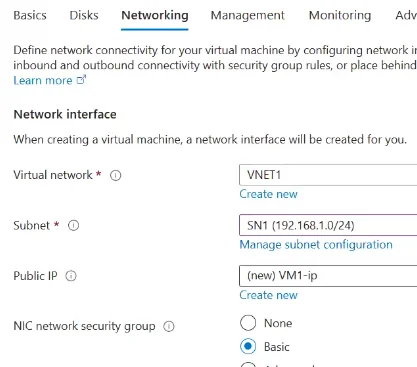 Basics Disks Networking Management Monitoring Adv
Define network connectivity for your virtual machine by configuring network in
inbound and outbound connectivity with security group rules, or place behind
Learn more
Network interface
When creating a virtual machine, a network interface will be created for you.
Virtual network * VNET1
Create new
Subnet * SN1 (192.168.1.0/24)
Manage subnet configuration
Public IP (new) VM1-ip
Create new
NIC network security group None
Basic